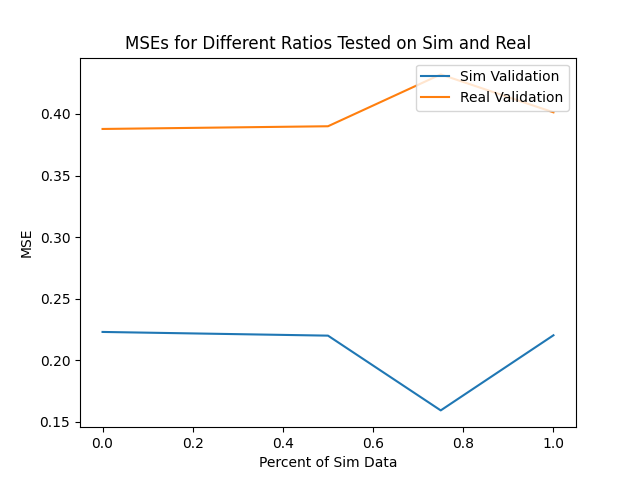 MSEs for Different Ratios Tested on Sim and Real
Sim Validation
Real Validation
0.40
0.35
0.30
0.25
0.20
0.15
MSE
0.0 0.2 0.4 0.6 0.8 1.0
Percent of Sim Data